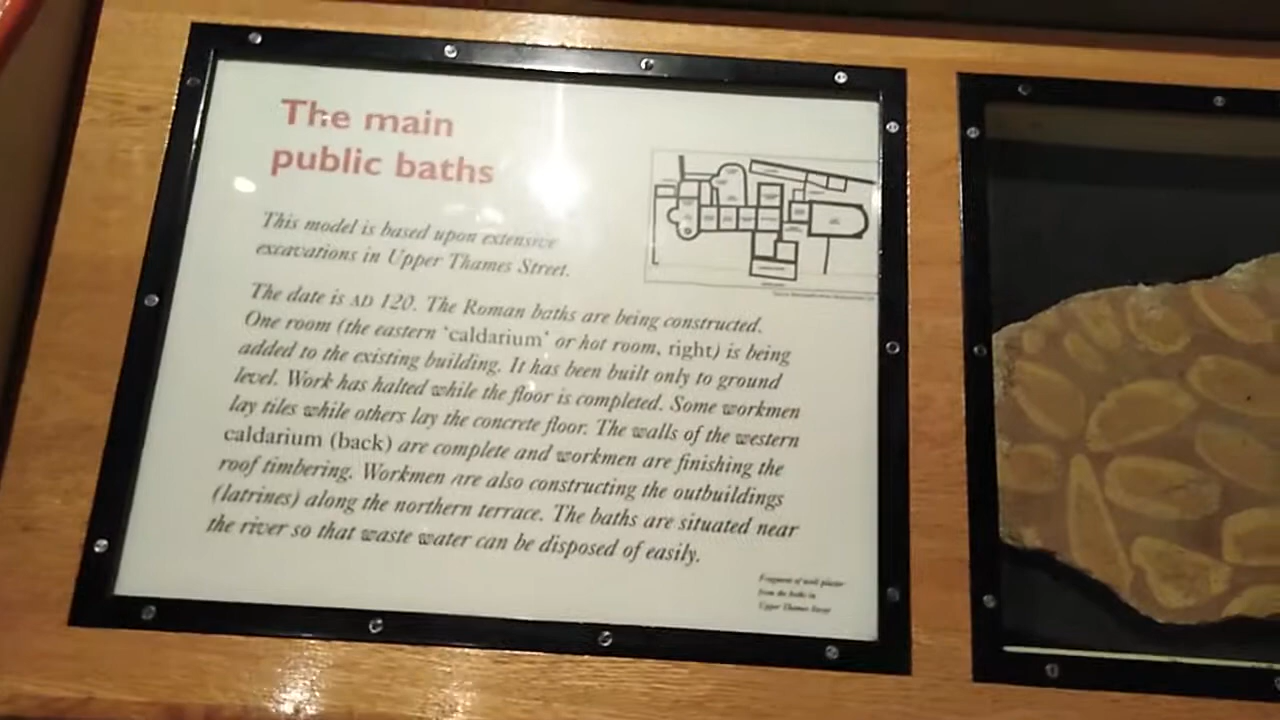 The main
public baths
This model is based upon extensive
excavations in Upper Thames Street.
The date is AD 120. The Roman baths are being constructed.
One room (the eastern 'caldarium' or hot room, right) is being
added to the existing building. It has been built only to ground
level. Work has halted while the floor is completed. Some workmen
lay tiles while others lay the concrete floor. The walls of the western
caldarium (back) are complete and workmen are finishing the
roof timbering. Workmen are also constructing the outbuildings
(latrines) along the northern terrace. The baths are situated near
the river so that waste water can be disposed of easily.
Fragment of wall plaster
from the baths in
Upper Thames Street